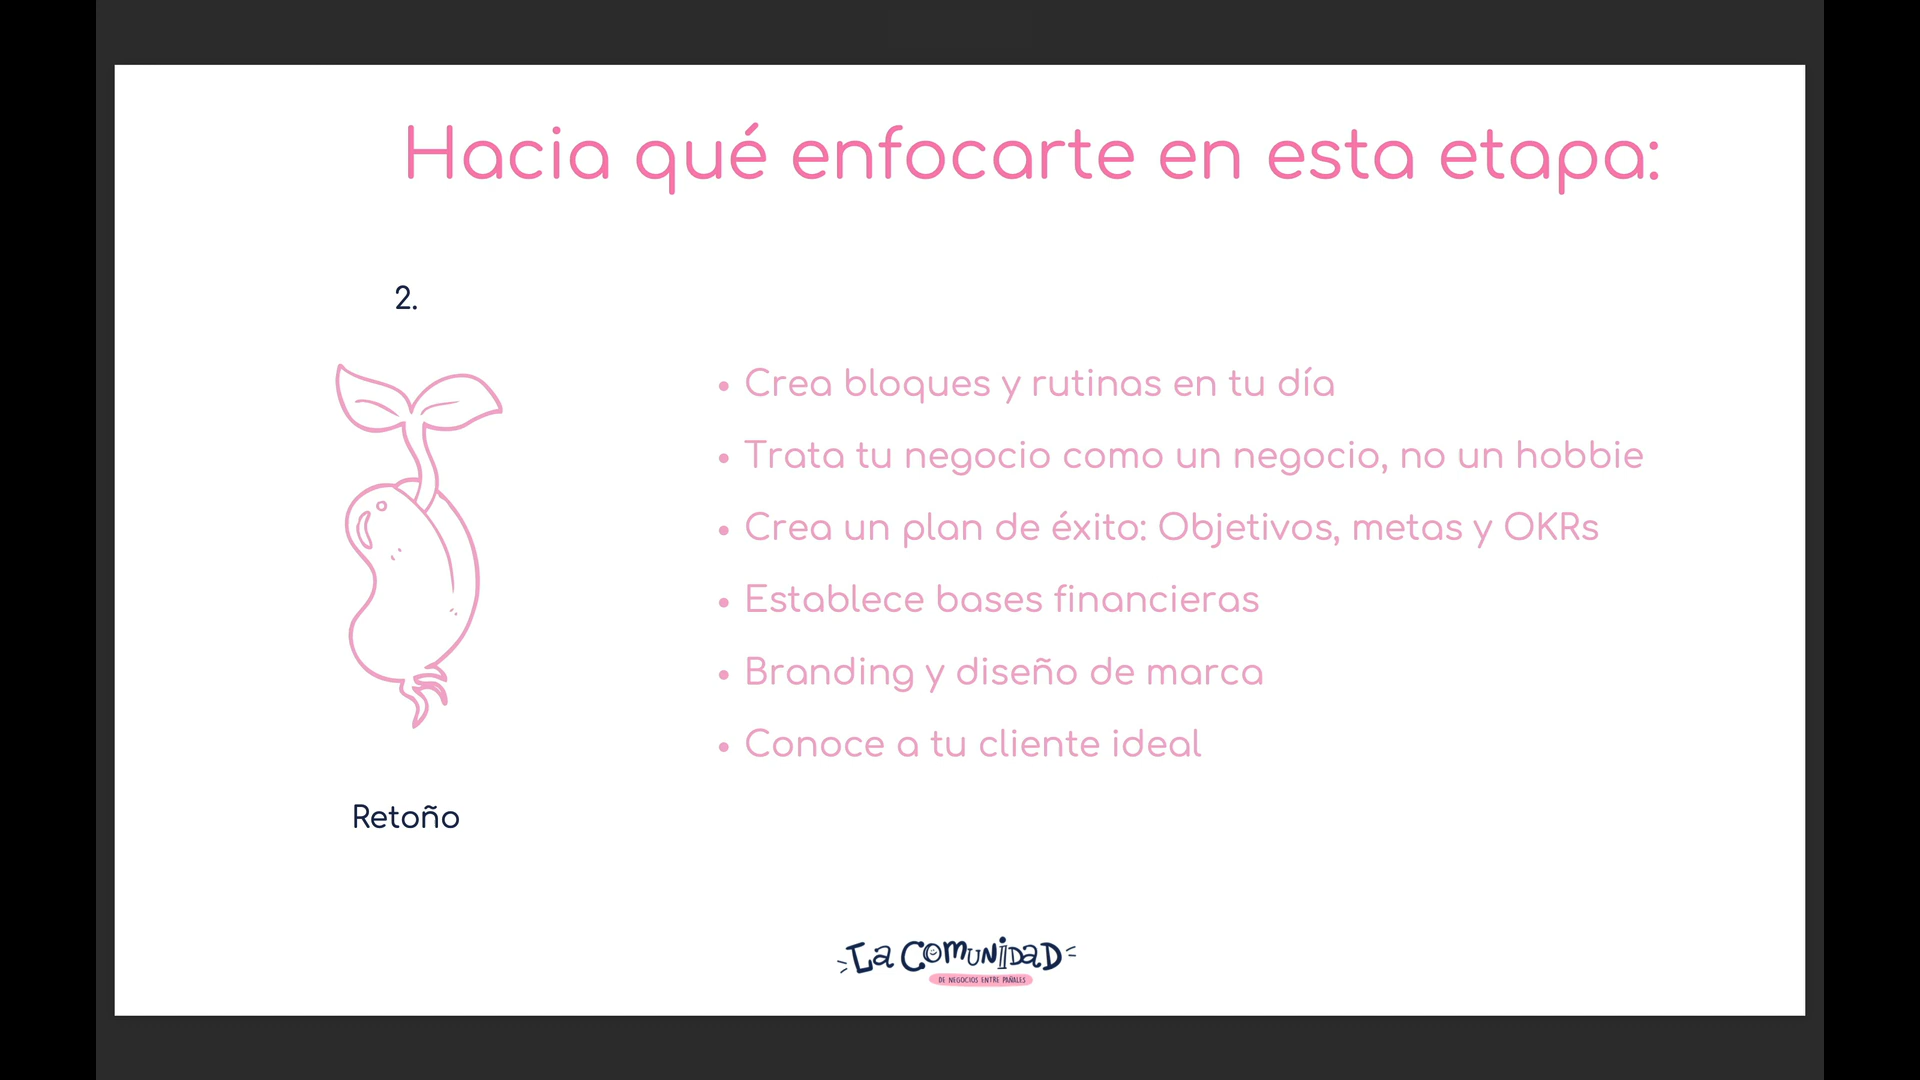 Hacia qué enfocarte en esta etapa:
2.
Retoño
• Crea bloques y rutinas en tu día
• Trata tu negocio como un negocio, no un hobbie
• Crea un plan de éxito: Objetivos, metas y OKRs
• Establece bases financieras
• Branding y diseño de marca
• Conoce a tu cliente ideal
La Comunidad
DE NEGOCIOS ENTRE PAÑALES